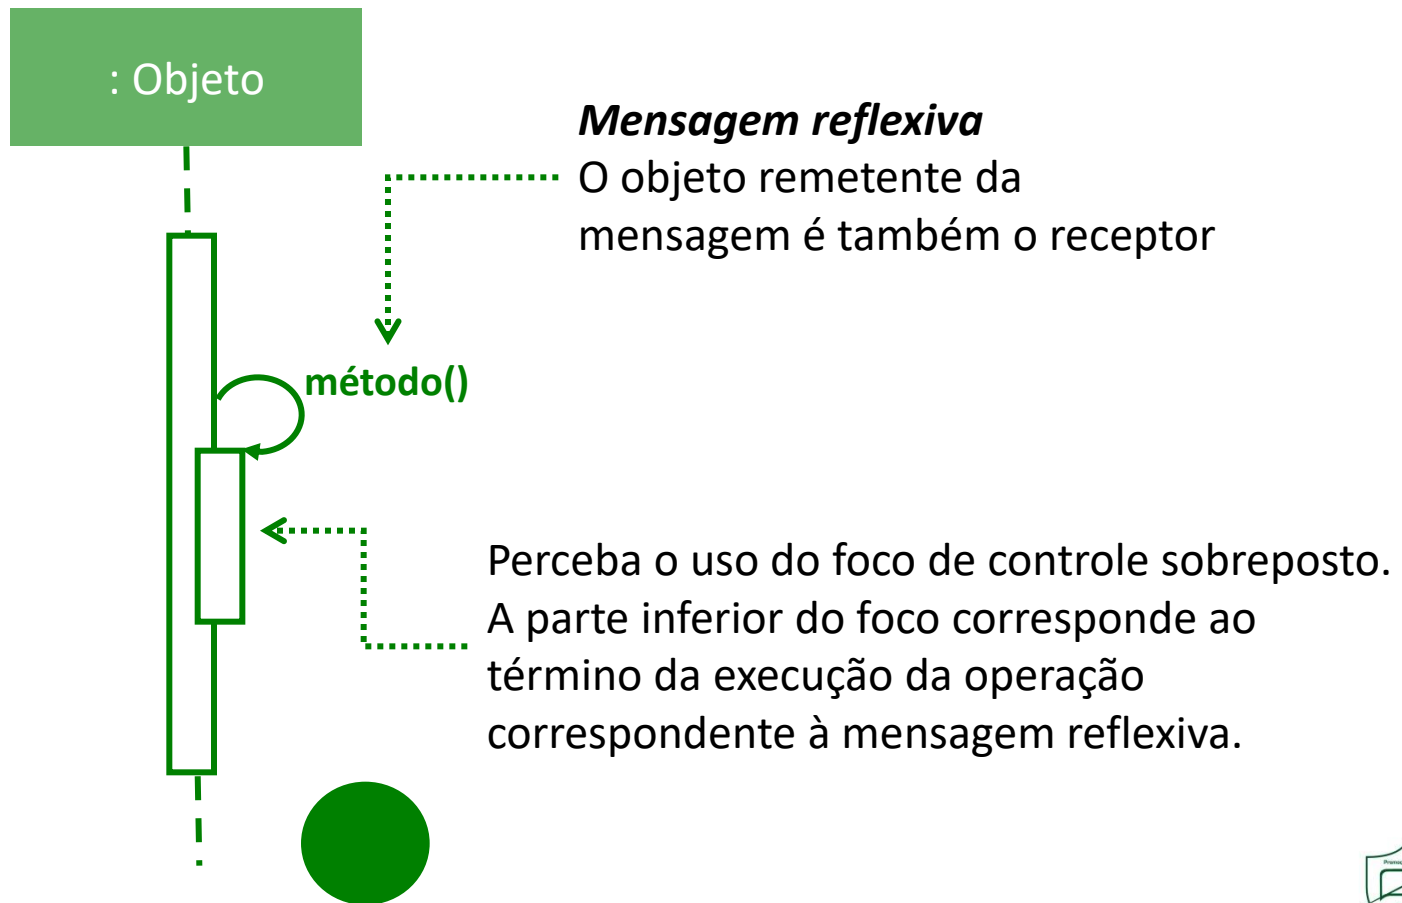 : Objeto
Mensagem reflexiva
O objeto remetente da
mensagem é também o receptor
método()
Perceba o uso do foco de controle sobreposto.
A parte inferior do foco corresponde ao
término da execução da operação
correspondente à mensagem reflexiva.